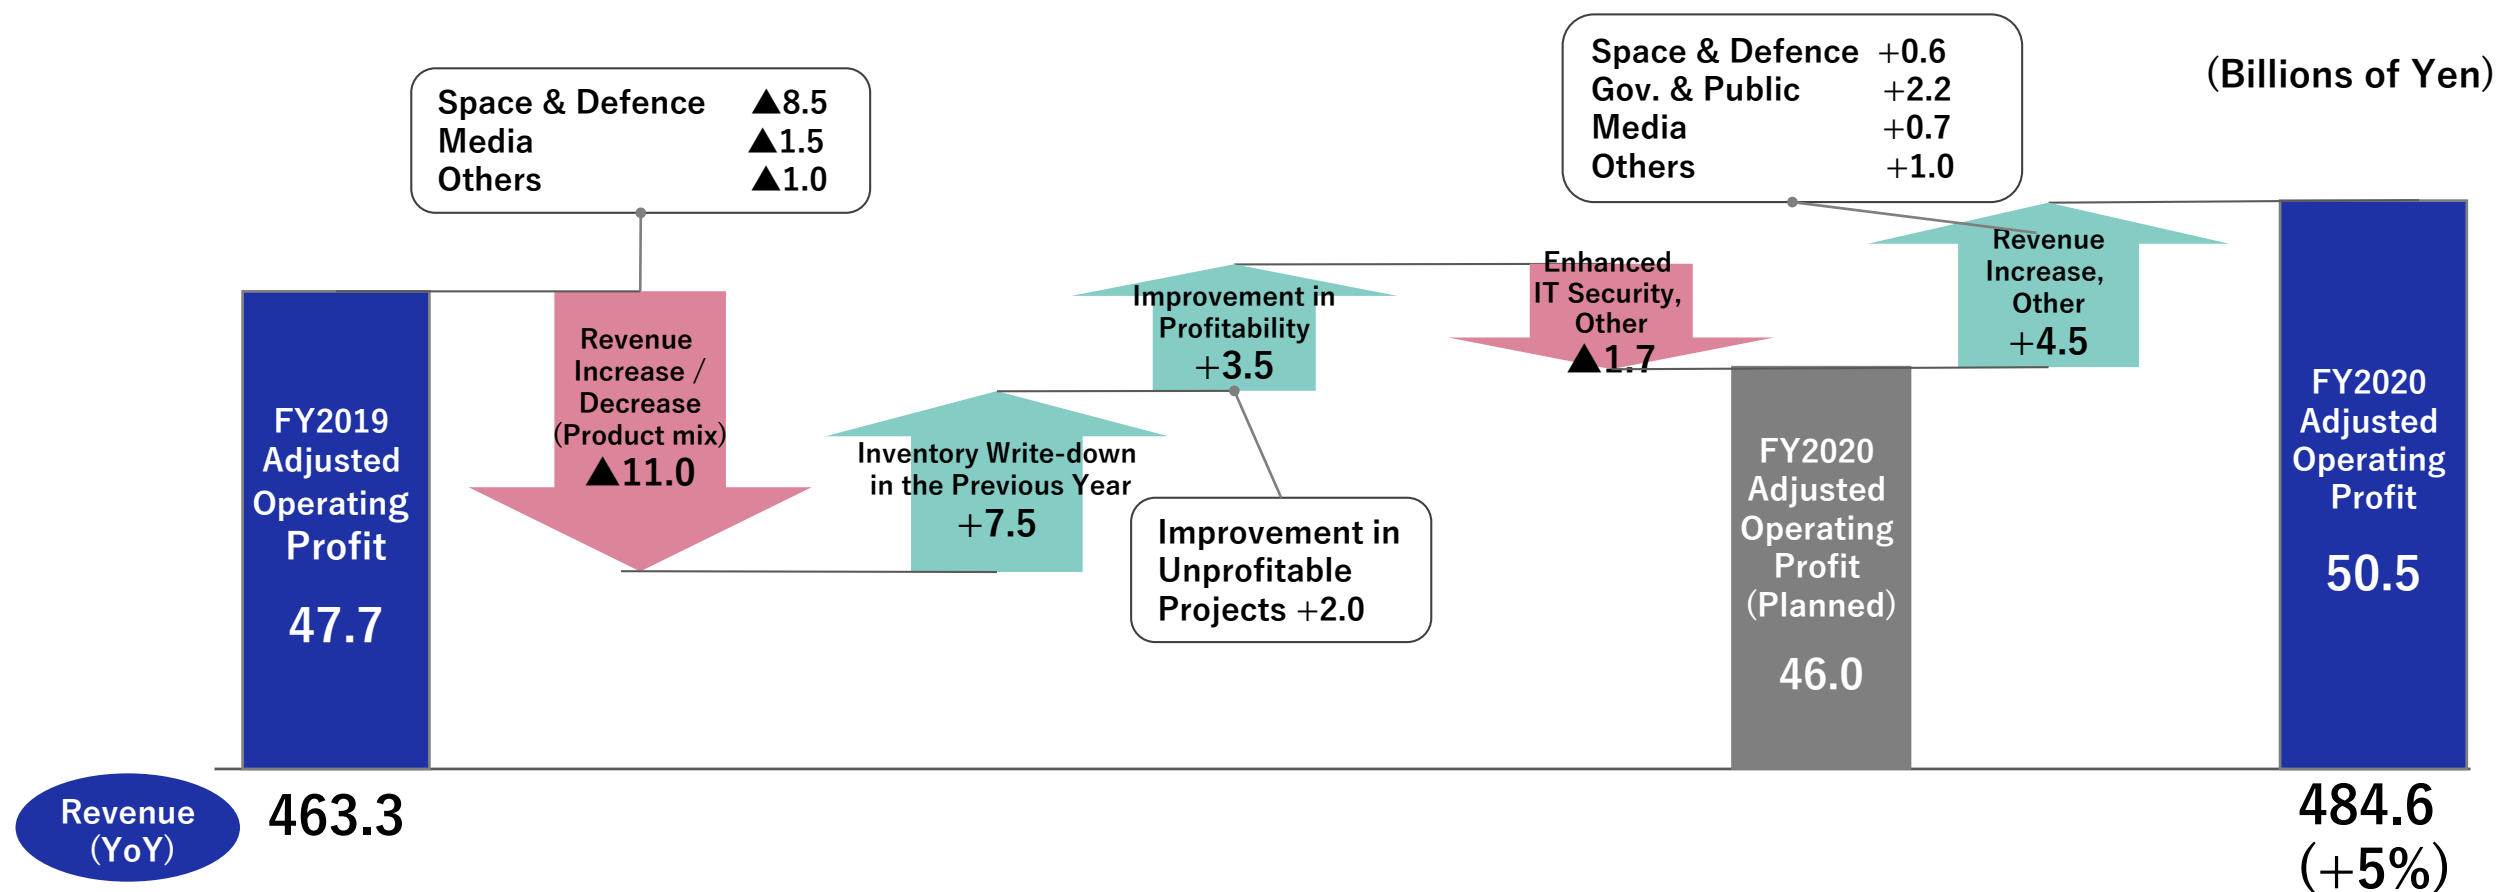 (Billions of Yen)
Space & Defence ▲8.5
Media ▲1.5
Others ▲1.0
Space & Defence +0.6
Gov. & Public +2.2
Media +0.7
Others +1.0
FY2019
Adjusted
Operating
Profit
47.7
Revenue
Increase /
Decrease
(Product mix)
▲11.0
Inventory Write-down
in the Previous Year
+7.5
Improvement in
Profitability
+3.5
Improvement in
Unprofitable
Projects +2.0
Enhanced
IT Security,
Other
▲1.7
FY2020
Adjusted
Operating
Profit
(Planned)
46.0
Revenue
Increase,
Other
+4.5
FY2020
Adjusted
Operating
Profit
50.5
Revenue
(YoY)
463.3
484.6
(+5%)